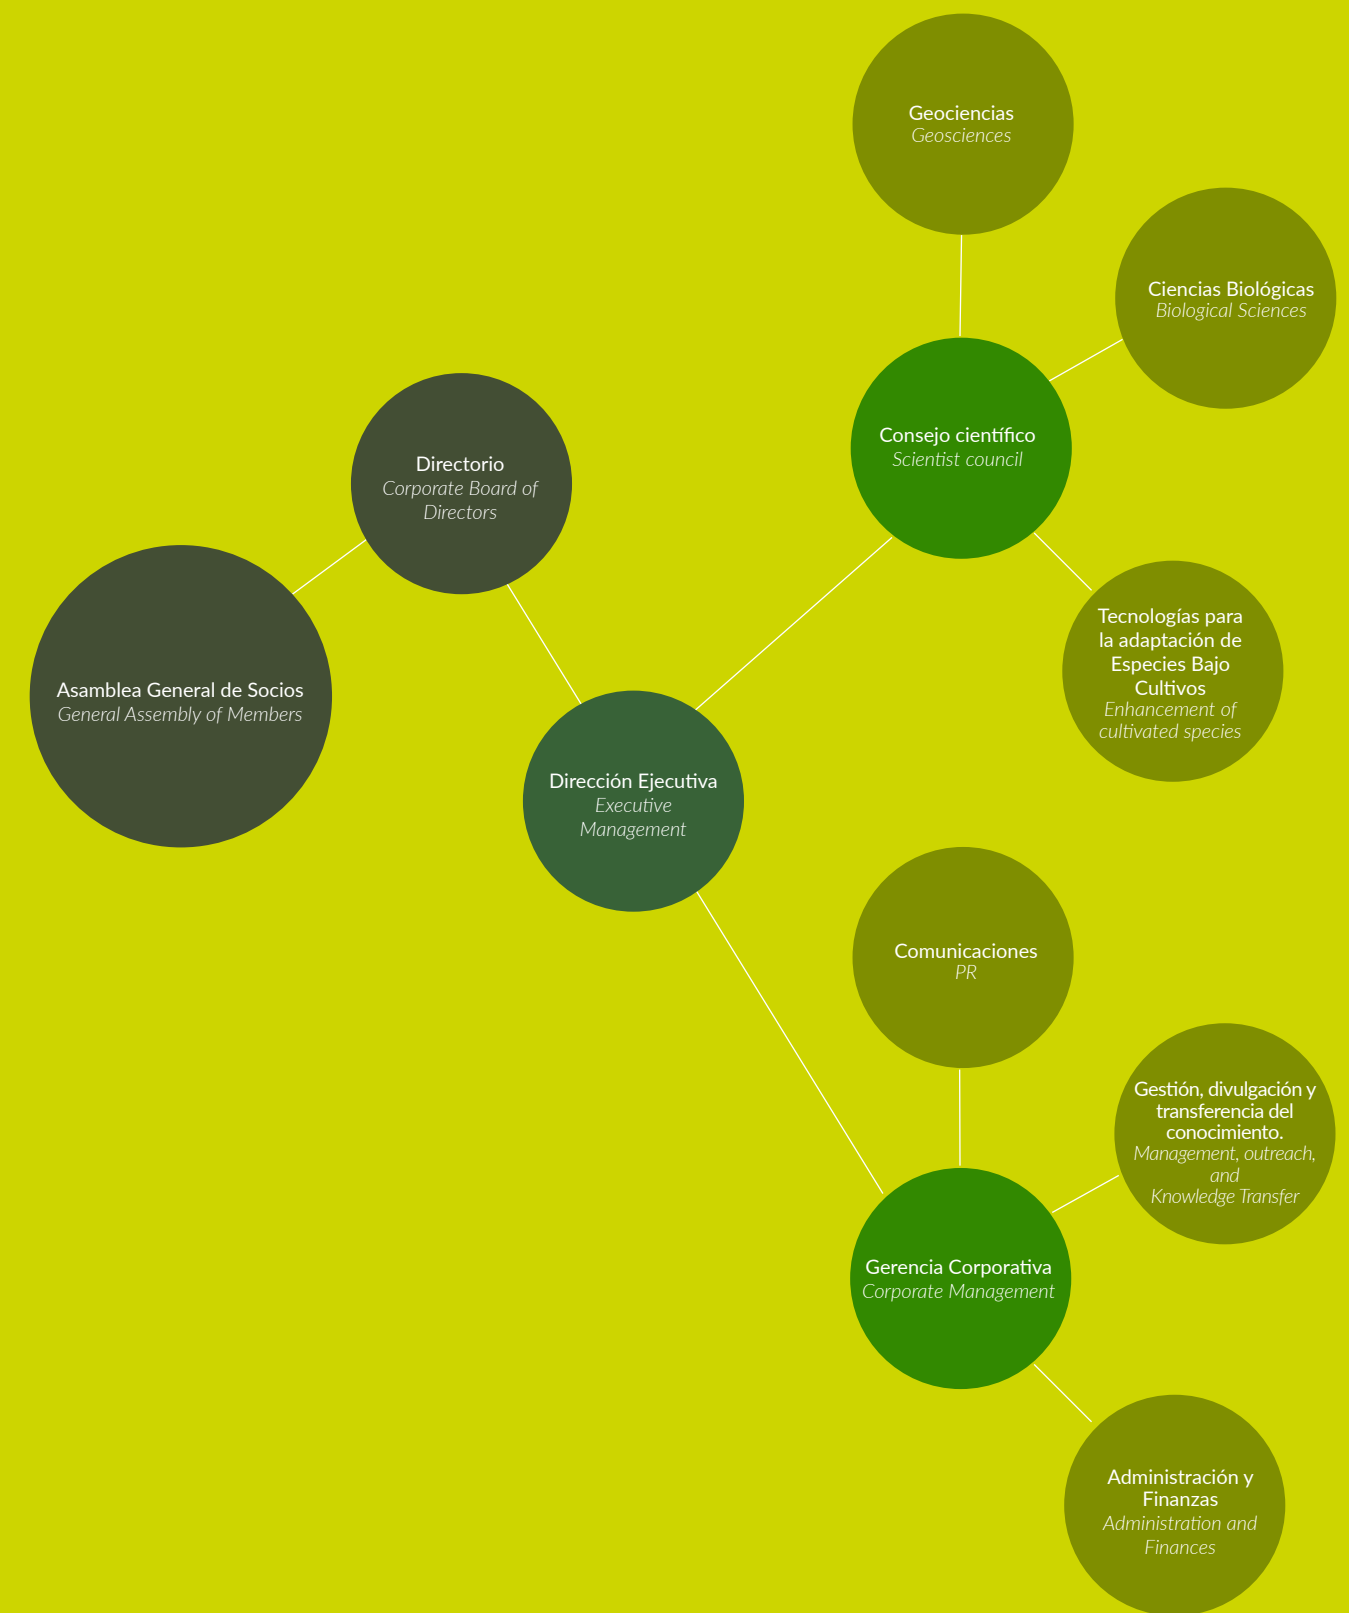 Geociencias
Geosciences
Ciencias Biológicas
Biological Sciences
Consejo científico
Scientist council
Directorio
Corporate Board of
Directors
Tecnologías para
la adaptación de
Especies Bajo
Cultivos
Enhancement of
cultivated species
Asamblea General de Socios
General Assembly of Members
Dirección Ejecutiva
Executive
Management
Comunicaciones
PR
Gestión, divulgación y
transferencia del
conocimiento.
Management, outreach,
and
Knowledge Transfer
Gerencia Corporativa
Corporate Management
Administración y
Finanzas
Administration and
Finances